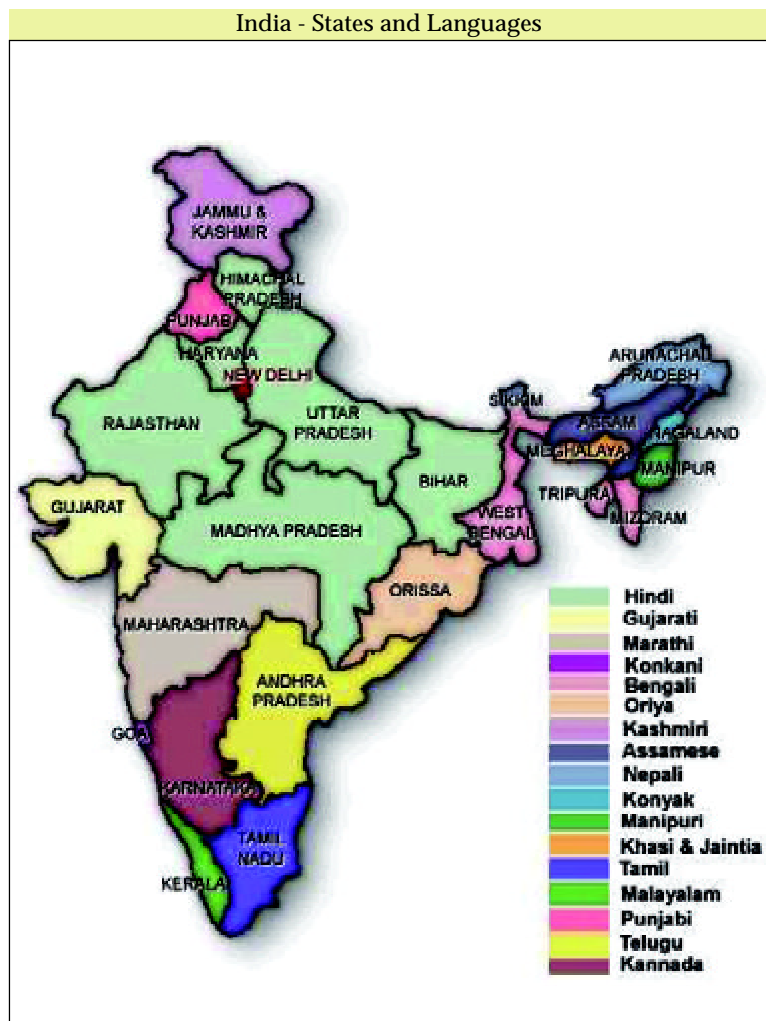 India - States and Languages
JAMMU &
KASHMIR
HIMACHAL
PRADESH
PUNJAB
HARYANA
NEW DELHI
ARUNACHAL
PRADESH
SIKKIM
ASSAM
NAGALAND
RAJASTHAN
UTTAR
PRADESH
MEGHALAYA
MANIPUR
BIHAR
TRIPURA
GUJARAT
WEST
BENGAL
MIZORAM
MADHYA PRADESH
ORISSA
MAHARASHTRA
ANDHRA
PRADESH
GOA
KARNATAKA
TAMIL
NADU
KERALA
Hindi
Gujarati
Marathi
Konkani
Bengali
Oriya
Kashmiri
Assamese
Nepali
Konyak
Manipuri
Khasi & Jaintia
Tamil
Malayalam
Punjabi
Telugu
Kannada